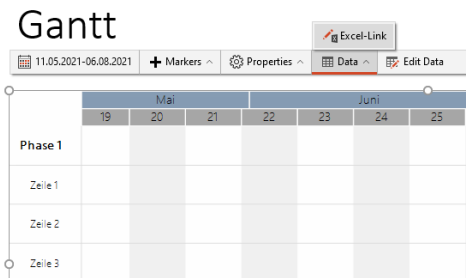 Gantt
Excel-Link
11.05.2021-06.08.2021 Markers Properties Data Edit Data
Mai Juni
19 20 21 22 23 24 25
Phase 1
Zeile 1
Zeile 2
Zeile 3